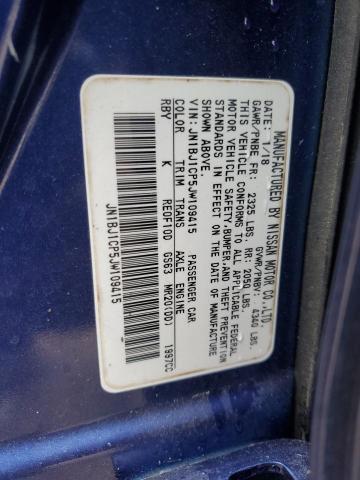 MANUFACTURED BY NISSAN MOTOR CO.,LTD.
DATE: 1/18 GVWR/PNBV: 4340 LBS.
GAWR/PNBE FR: 2325 LBS. RR: 2050 LBS.
THIS VEHICLE CONFORMS TO ALL APPLICABLE FEDERAL
MOTOR VEHICLE SAFETY,BUMPER,AND THEFT PREVENTION
STANDARDS IN EFFECT ON THE DATE OF MANUFACTURE
SHOWN ABOVE.
VIN: JN1BJ1CP5JW109415 PASSENGER CAR
COLOR TRIM TRANS AXLE ENGINE
RBY K RE0F10D GS63 MR20(DD) 1997CC
JN1BJ1CP5JW109415